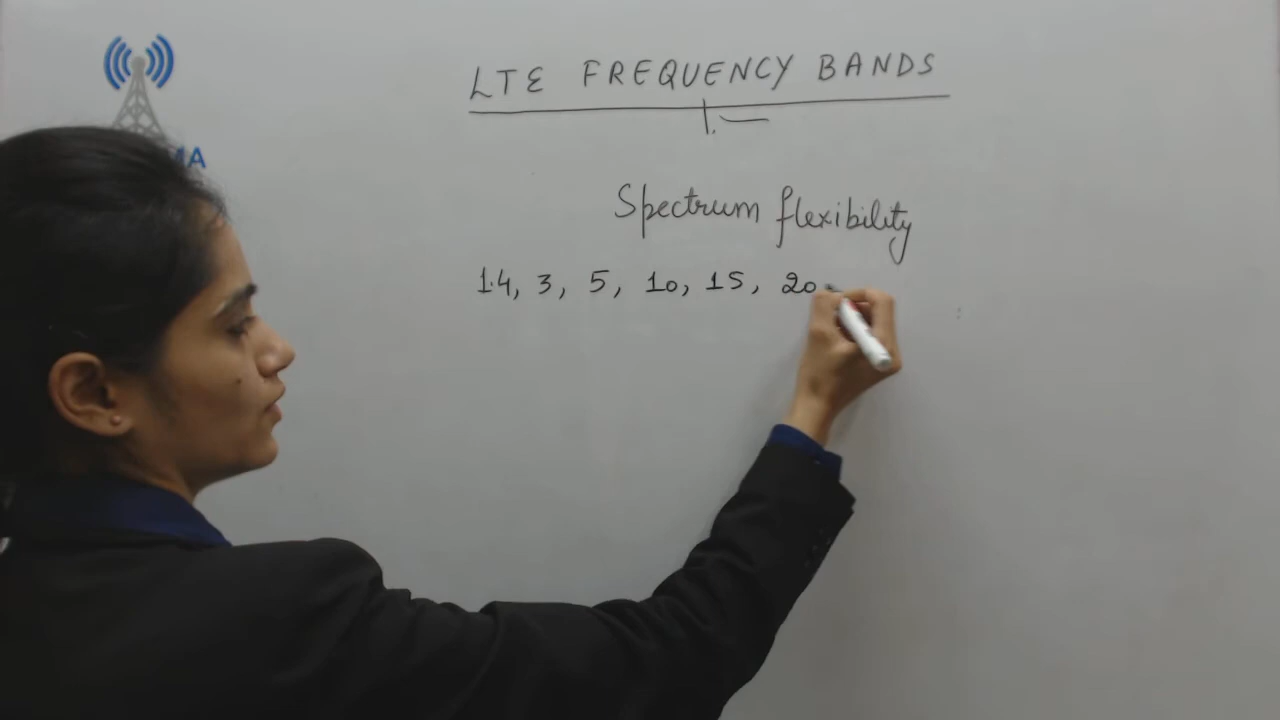 LTE FREQUENCY BANDS
Spectrum flexibility
1.4, 3, 5, 10, 15, 20